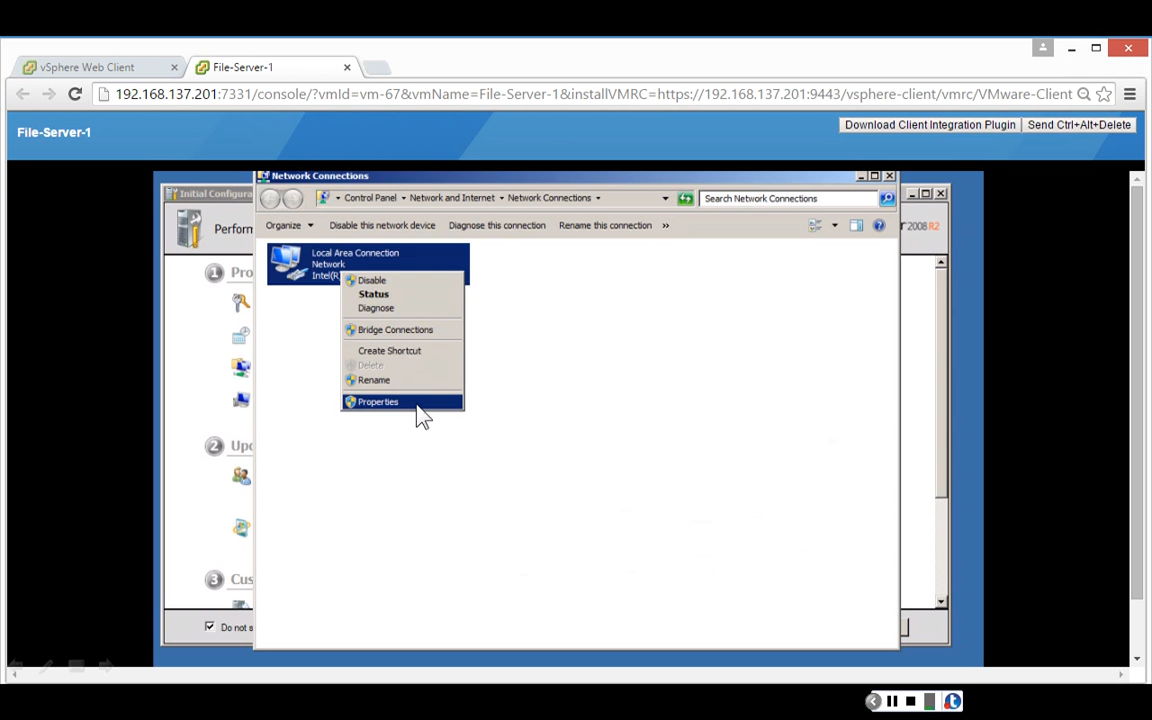 vSphere Web Client
File-Server-1
192.168.137.201:7331/console/?vmId=vm-67&vmName=File-Server-1&installVMRC=https://192.168.137.201:9443/vsphere-client/vmrc/VMware-Client
File-Server-1
Download Client Integration Plugin
Send Ctrl+Alt+Delete
Initial Configura
Network Connections
Control Panel
Network and Internet
Network Connections
Search Network Connections
Perform
2008 R2
Organize
Disable this network device
Diagnose this connection
Rename this connection
»
Local Area Connection
Network
Intel(R
Disable
Status
Diagnose
Bridge Connections
Create Shortcut
Delete
Rename
Properties
1 Pro
2 Upd
3 Cus
Do not s